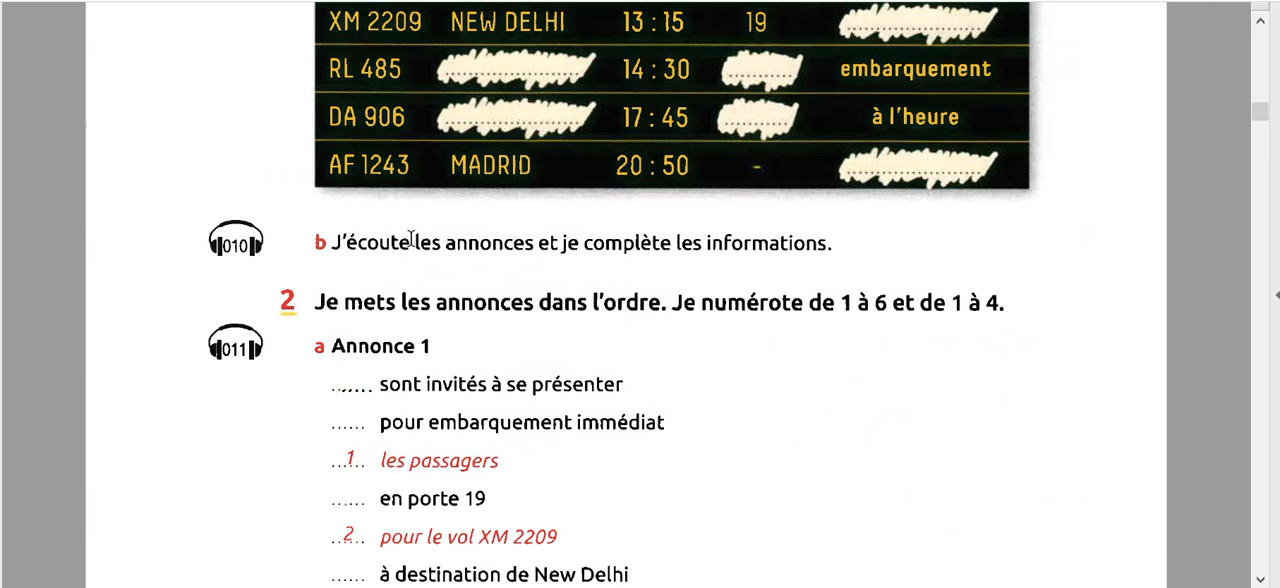 XM 2209 NEW DELHI 13:15 19
RL 485 14:30 embarquement
DA 906 17:45 à l'heure
AF 1243 MADRID 20:50 -
010 b J'écoute les annonces et je complète les informations.
2 Je mets les annonces dans l'ordre. Je numérote de 1 à 6 et de 1 à 4.
011 a Annonce 1
...... sont invités à se présenter
...... pour embarquement immédiat
...1.. les passagers
...... en porte 19
..2.. pour le vol XM 2209
...... à destination de New Delhi